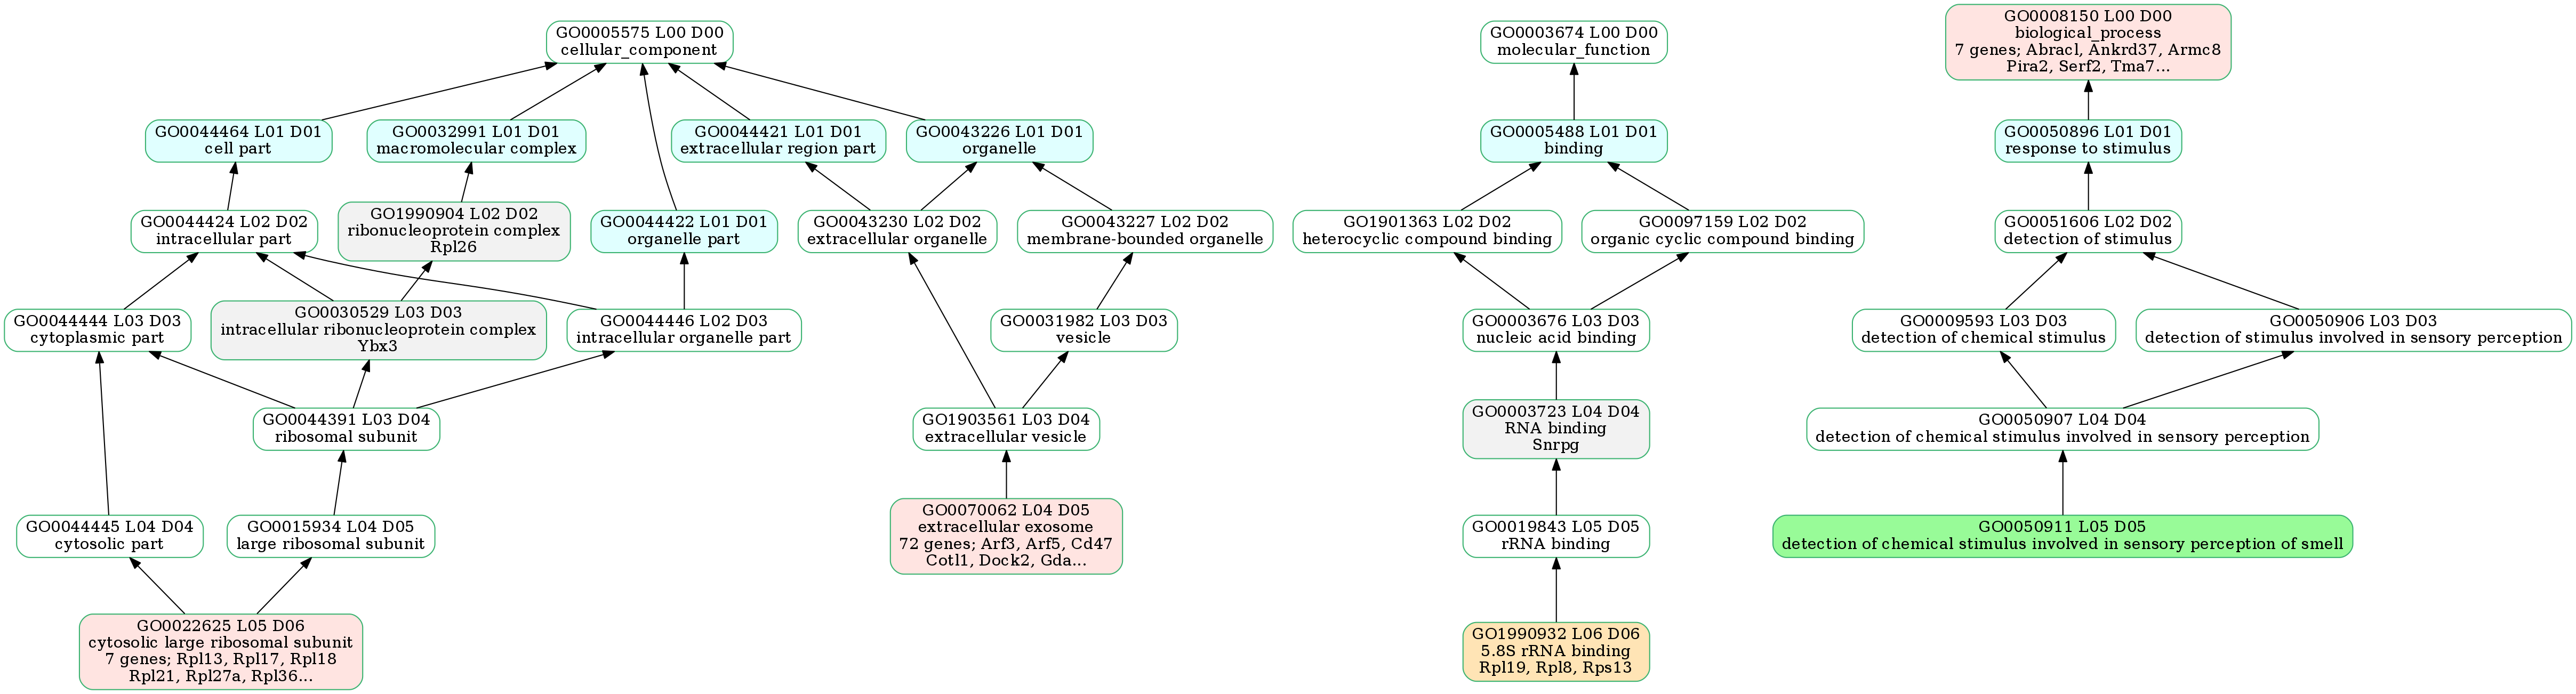 GO0005575 L00 D00
cellular_component
GO0003674 L00 D00
molecular_function
GO0008150 L00 D00
biological_process
7 genes; Abracl, Ankrd37, Armc8
Pira2, Serf2, Tma7...
GO0044464 L01 D01
cell part
GO0032991 L01 D01
macromolecular complex
GO0044421 L01 D01
extracellular region part
GO0043226 L01 D01
organelle
GO0005488 L01 D01
binding
GO0050896 L01 D01
response to stimulus
GO0044424 L02 D02
intracellular part
GO1990904 L02 D02
ribonucleoprotein complex
Rpl26
GO0044422 L01 D01
organelle part
GO0043230 L02 D02
extracellular organelle
GO0043227 L02 D02
membrane-bounded organelle
GO1901363 L02 D02
heterocyclic compound binding
GO0097159 L02 D02
organic cyclic compound binding
GO0051606 L02 D02
detection of stimulus
GO0044444 L03 D03
cytoplasmic part
GO0030529 L03 D03
intracellular ribonucleoprotein complex
Ybx3
GO0044446 L02 D03
intracellular organelle part
GO0031982 L03 D03
vesicle
GO0003676 L03 D03
nucleic acid binding
GO0009593 L03 D03
detection of chemical stimulus
GO0050906 L03 D03
detection of stimulus involved in sensory perception
GO0044391 L03 D04
ribosomal subunit
GO1903561 L03 D04
extracellular vesicle
GO0003723 L04 D04
RNA binding
Snrpg
GO0050907 L04 D04
detection of chemical stimulus involved in sensory perception
GO0044445 L04 D04
cytosolic part
GO0015934 L04 D05
large ribosomal subunit
GO0070062 L04 D05
extracellular exosome
72 genes; Arf3, Arf5, Cd47
Cotl1, Dock2, Gda...
GO0019843 L05 D05
rRNA binding
GO0050911 L05 D05
detection of chemical stimulus involved in sensory perception of smell
GO0022625 L05 D06
cytosolic large ribosomal subunit
7 genes; Rpl13, Rpl17, Rpl18
Rpl21, Rpl27a, Rpl36...
GO1990932 L06 D06
5.8S rRNA binding
Rpl19, Rpl8, Rps13